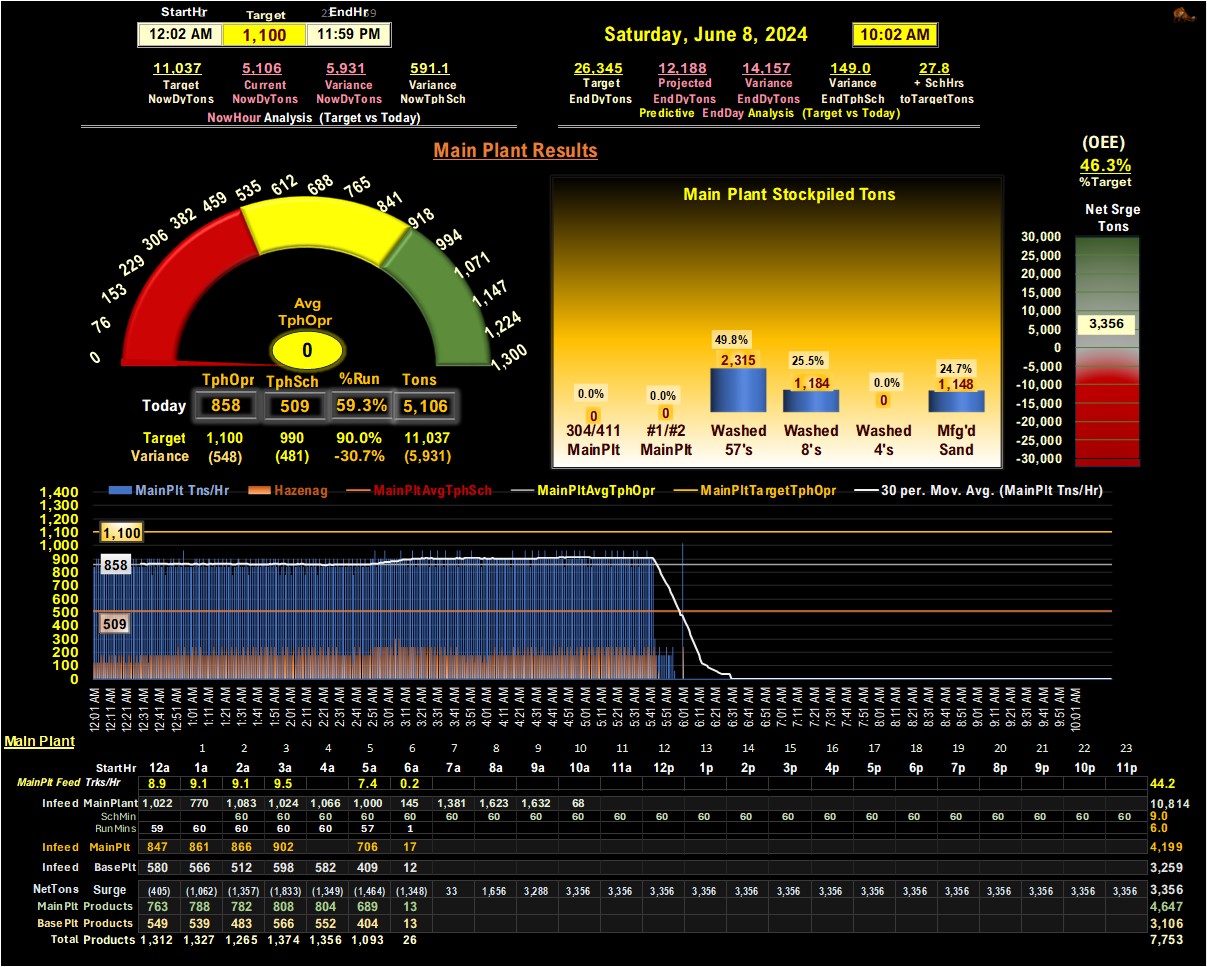 StartHr Target EndHr
12:02 AM 1,100 11:59 PM
Saturday, June 8, 2024 10:02 AM
11,037 5,106 5,931 591.1
Target Current Variance Variance
NowDyTons NowDyTons NowDyTons NowTphSch
NowHour Analysis (Target vs Today)
26,345 12,188 14,157 149.0 27.8
Target Projected Variance Variance + SchHrs
EndDyTons EndDyTons EndDyTons EndTphSch toTargetTons
Predictive EndDay Analysis (Target vs Today)
Main Plant Results
(OEE)
46.3%
%Target
Net Srge
Tons
30,000
25,000
20,000
15,000
10,000
5,000
0
-5,000
-10,000
-15,000
-20,000
-25,000
-30,000
3,356
0 76 153 229 306 382 459 535 612 688 765 841 918 994 1,071 1,147 1,224 1,300
Avg
TphOpr
0
TphOpr TphSch %Run Tons
Today 858 509 59.3% 5,106
Target 1,100 990 90.0% 11,037
Variance (548) (481) -30.7% (5,931)
Main Plant Stockpiled Tons
0.0% 0.0% 49.8% 25.5% 0.0% 24.7%
0 0 2,315 1,184 0 1,148
304/411 #1/#2 Washed Washed Washed Mfg'd
MainPlt MainPlt 57's 8's 4's Sand
MainPlt Tns/Hr Hazenag MainPltAvgTphSch MainPltAvgTphOpr MainPltTargetTphOpr 30 per. Mov. Avg. (MainPlt Tns/Hr)
1,400
1,300
1,200
1,100
1,000
900
800
700
600
500
400
300
200
100
0
1,100
858
509
12:01 AM 12:11 AM 12:21 AM 12:31 AM 12:41 AM 12:51 AM 1:01 AM 1:11 AM 1:21 AM 1:31 AM 1:41 AM 1:51 AM 2:01 AM 2:11 AM 2:21 AM 2:31 AM 2:41 AM 2:51 AM 3:01 AM 3:11 AM 3:21 AM 3:31 AM 3:41 AM 3:51 AM 4:01 AM 4:11 AM 4:21 AM 4:31 AM 4:41 AM 4:51 AM 5:01 AM 5:11 AM 5:21 AM 5:31 AM 5:41 AM 5:51 AM 6:01 AM 6:11 AM 6:21 AM 6:31 AM 6:41 AM 6:51 AM 7:01 AM 7:11 AM 7:21 AM 7:31 AM 7:41 AM 7:51 AM 8:01 AM 8:11 AM 8:21 AM 8:31 AM 8:41 AM 8:51 AM 9:01 AM 9:11 AM 9:21 AM 9:31 AM 9:41 AM 9:51 AM 10:01 AM
Main Plant
1 2 3 4 5 6 7 8 9 10 11 12 13 14 15 16 17 18 19 20 21 22 23
StartHr 12a 1a 2a 3a 4a 5a 6a 7a 8a 9a 10a 11a 12p 1p 2p 3p 4p 5p 6p 7p 8p 9p 10p 11p
MainPlt Feed Trks/Hr 8.9 9.1 9.1 9.5 7.4 0.2 44.2
Infeed MainPlant 1,022 770 1,083 1,024 1,066 1,000 145 1,381 1,623 1,632 68 10,814
SchMin 60 60 60 60 60 60 60 60 60 60 60 60 60 60 60 60 60 60 60 60 60 60 9.0
RunMins 59 60 60 60 60 57 1 6.0
Infeed MainPlt 847 861 866 902 706 17 4,199
Infeed BasePlt 580 566 512 598 582 409 12 3,259
NetTons Surge (405) (1,062) (1,357) (1,833) (1,349) (1,464) (1,348) 33 1,656 3,288 3,356 3,356 3,356 3,356 3,356 3,356 3,356 3,356 3,356 3,356 3,356 3,356 3,356 3,356 3,356
MainPlt Products 763 788 782 808 804 689 13 4,647
BasePlt Products 549 539 483 566 552 404 13 3,106
Total Products 1,312 1,327 1,265 1,374 1,356 1,093 26 7,753